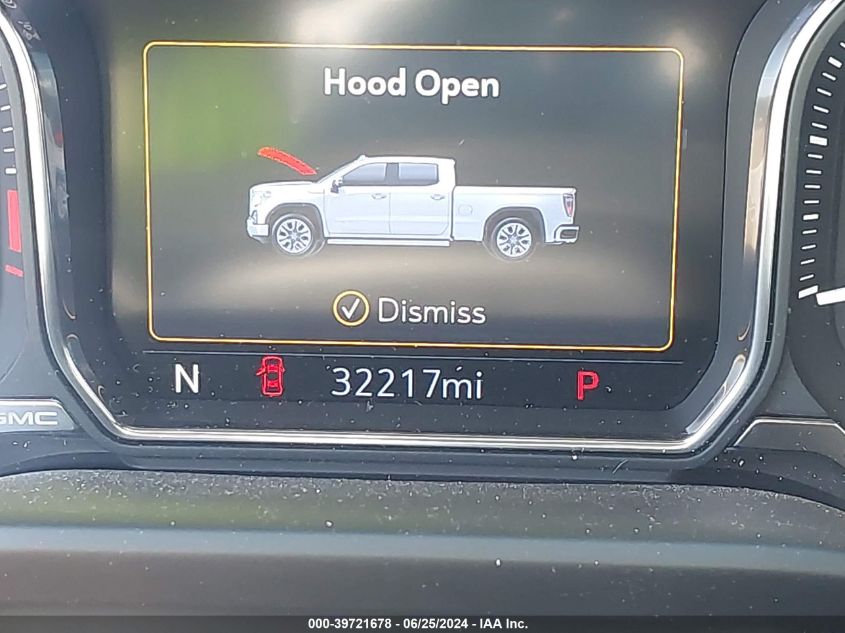 Hood Open
Dismiss
N 32217mi P
GMC
000-39721678 - 06/25/2024 - IAA Inc.